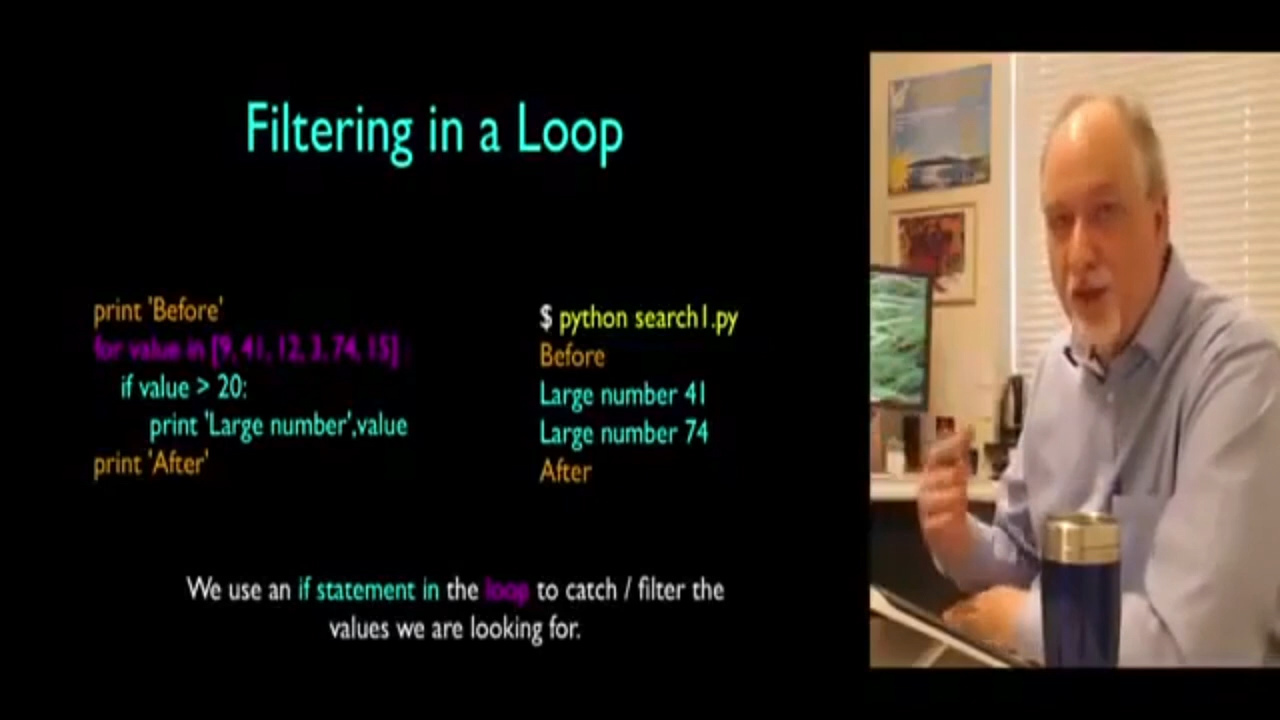 Filtering in a Loop
print 'Before'
for value in [9, 41, 12, 3, 74, 15]
if value > 20:
print 'Large number',value
print 'After'
$ python search1.py
Before
Large number 41
Large number 74
After
We use an if statement in the loop to catch / filter the
values we are looking for.